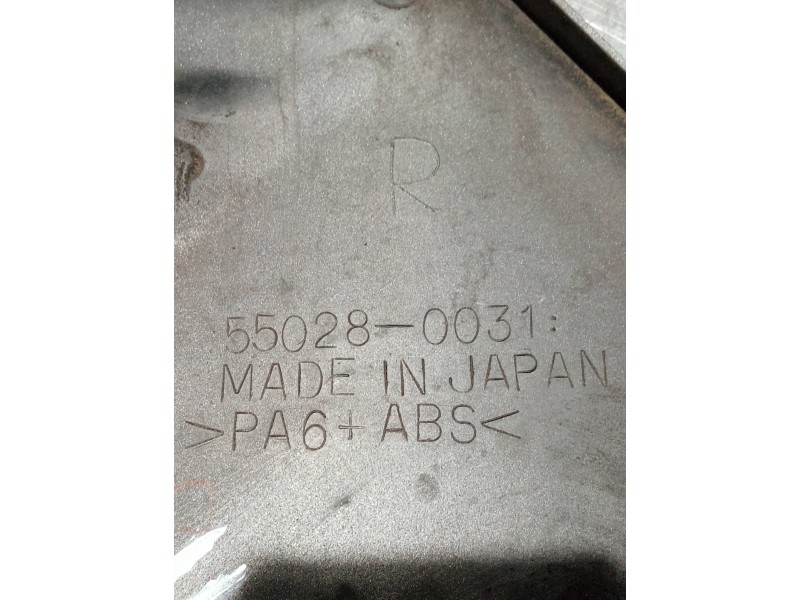 R
55028-0031:
MADE IN JAPAN
>PA6+ABS<